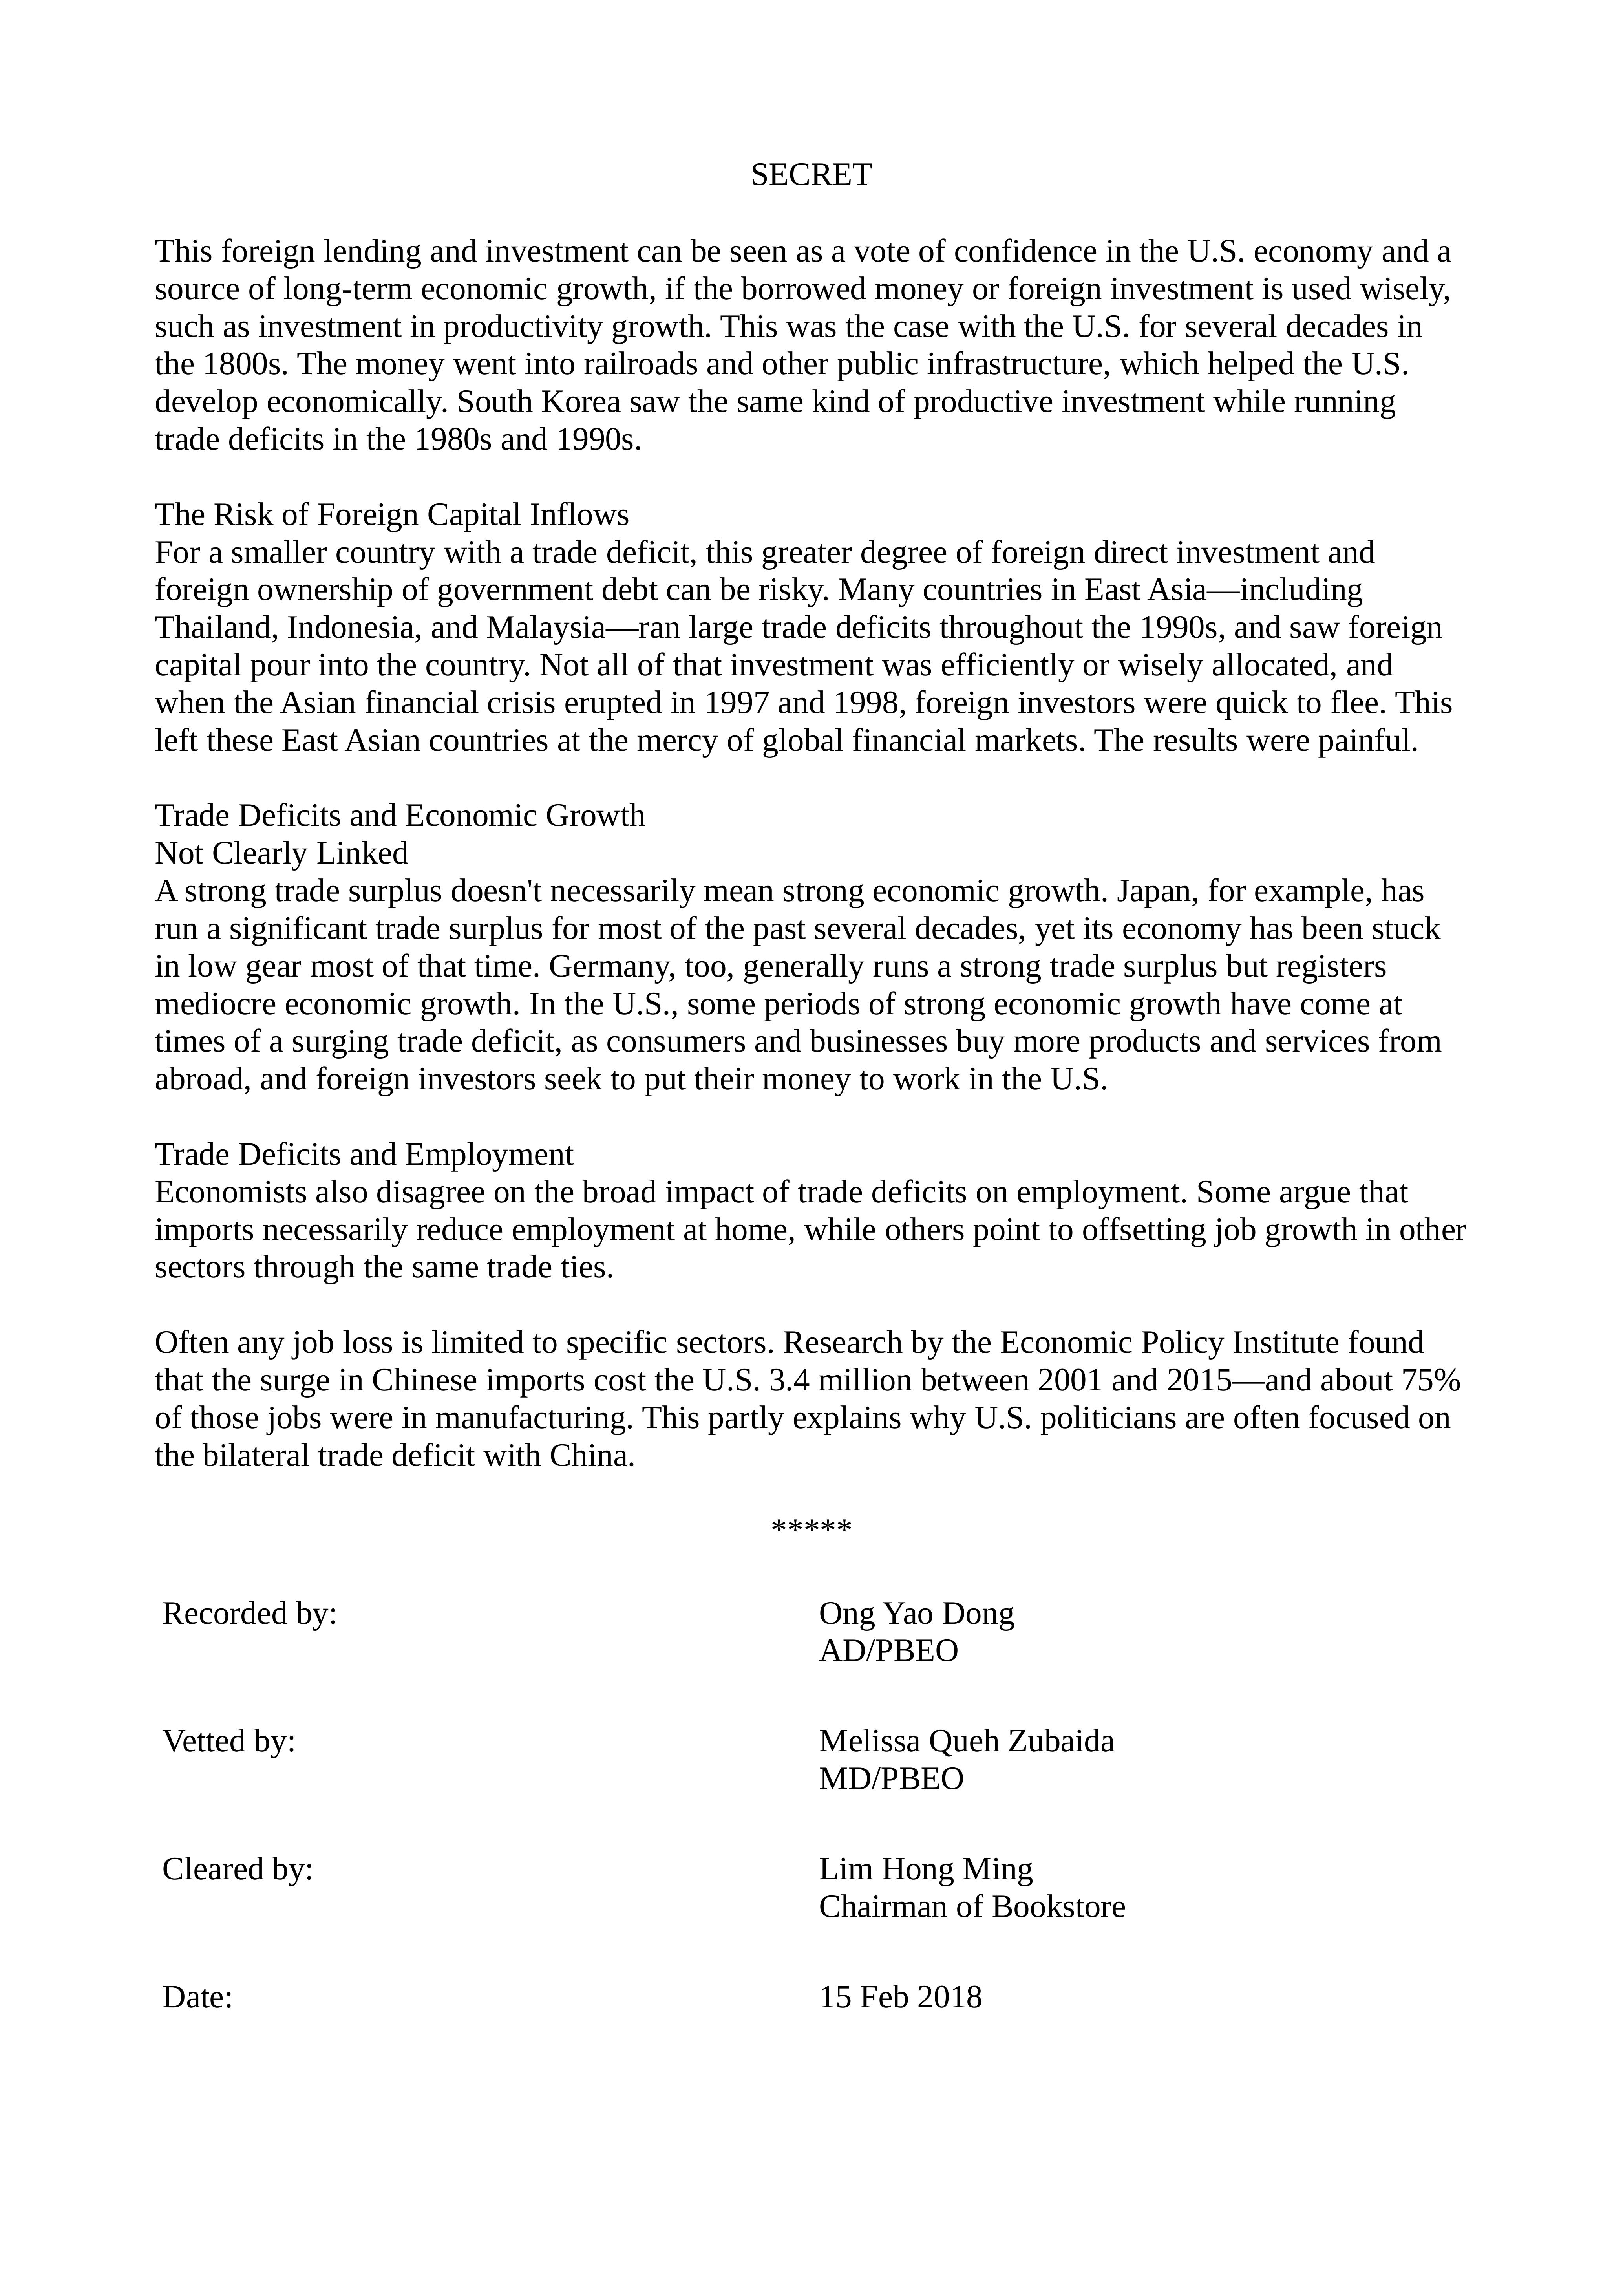 SECRET
This foreign lending and investment can be seen as a vote of confidence in the U.S. economy and a
source of long-term economic growth, if the borrowed money or foreign investment is used wisely,
such as investment in productivity growth. This was the case with the U.S. for several decades in
the 1800s. The money went into railroads and other public infrastructure, which helped the U.S.
develop economically. South Korea saw the same kind of productive investment while running
trade deficits in the 1980s and 1990s.
The Risk of Foreign Capital Inflows
For a smaller country with a trade deficit, this greater degree of foreign direct investment and
foreign ownership of government debt can be risky. Many countries in East Asia—including
Thailand, Indonesia, and Malaysia—ran large trade deficits throughout the 1990s, and saw foreign
capital pour into the country. Not all of that investment was efficiently or wisely allocated, and
when the Asian financial crisis erupted in 1997 and 1998, foreign investors were quick to flee. This
left these East Asian countries at the mercy of global financial markets. The results were painful.
Trade Deficits and Economic Growth
Not Clearly Linked
A strong trade surplus doesn't necessarily mean strong economic growth. Japan, for example, has
run a significant trade surplus for most of the past several decades, yet its economy has been stuck
in low gear most of that time. Germany, too, generally runs a strong trade surplus but registers
mediocre economic growth. In the U.S., some periods of strong economic growth have come at
times of a surging trade deficit, as consumers and businesses buy more products and services from
abroad, and foreign investors seek to put their money to work in the U.S.
Trade Deficits and Employment
Economists also disagree on the broad impact of trade deficits on employment. Some argue that
imports necessarily reduce employment at home, while others point to offsetting job growth in other
sectors through the same trade ties.
Often any job loss is limited to specific sectors. Research by the Economic Policy Institute found
that the surge in Chinese imports cost the U.S. 3.4 million between 2001 and 2015—and about 75%
of those jobs were in manufacturing. This partly explains why U.S. politicians are often focused on
the bilateral trade deficit with China.
*****
Recorded by: Ong Yao Dong
AD/PBEO
Vetted by: Melissa Queh Zubaida
MD/PBEO
Cleared by: Lim Hong Ming
Chairman of Bookstore
Date: 15 Feb 2018